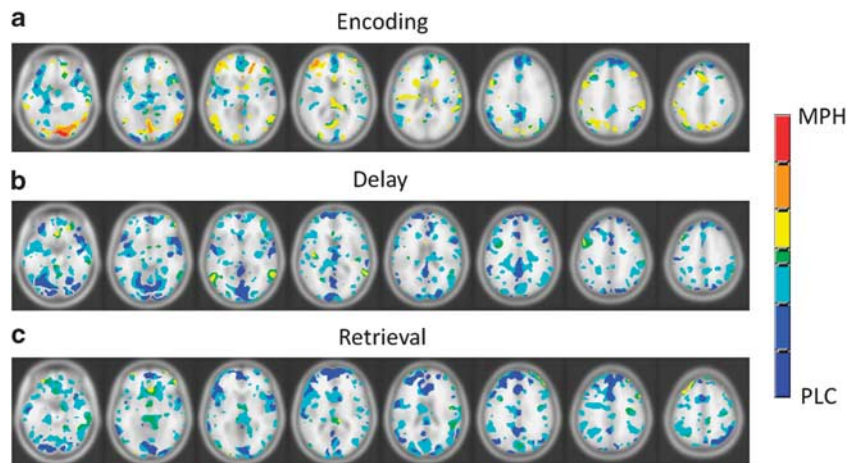 a
Encoding
MPH
b
Delay
c
Retrieval
PLC